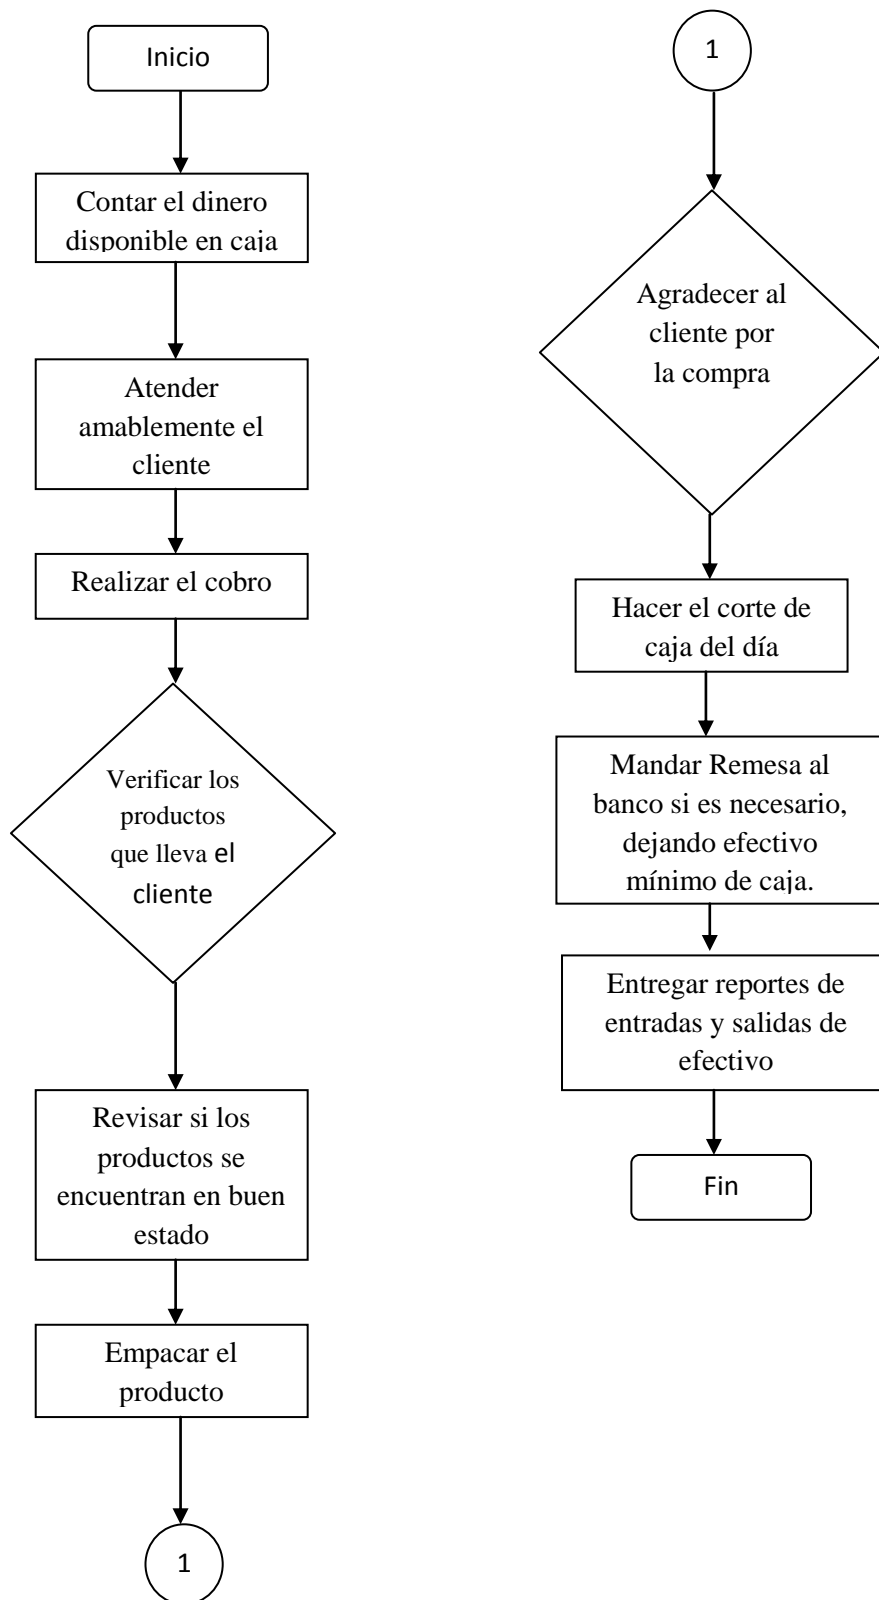 Inicio
Contar el dinero
disponible en caja
Atender
amablemente el
cliente
Realizar el cobro
Verificar los
productos
que lleva el
cliente
Revisar si los
productos se
encuentran en buen
estado
Empacar el
producto
1
1
Agradecer al
cliente por
la compra
Hacer el corte de
caja del día
Mandar Remesa al
banco si es necesario,
dejando efectivo
mínimo de caja.
Entregar reportes de
entradas y salidas de
efectivo
Fin